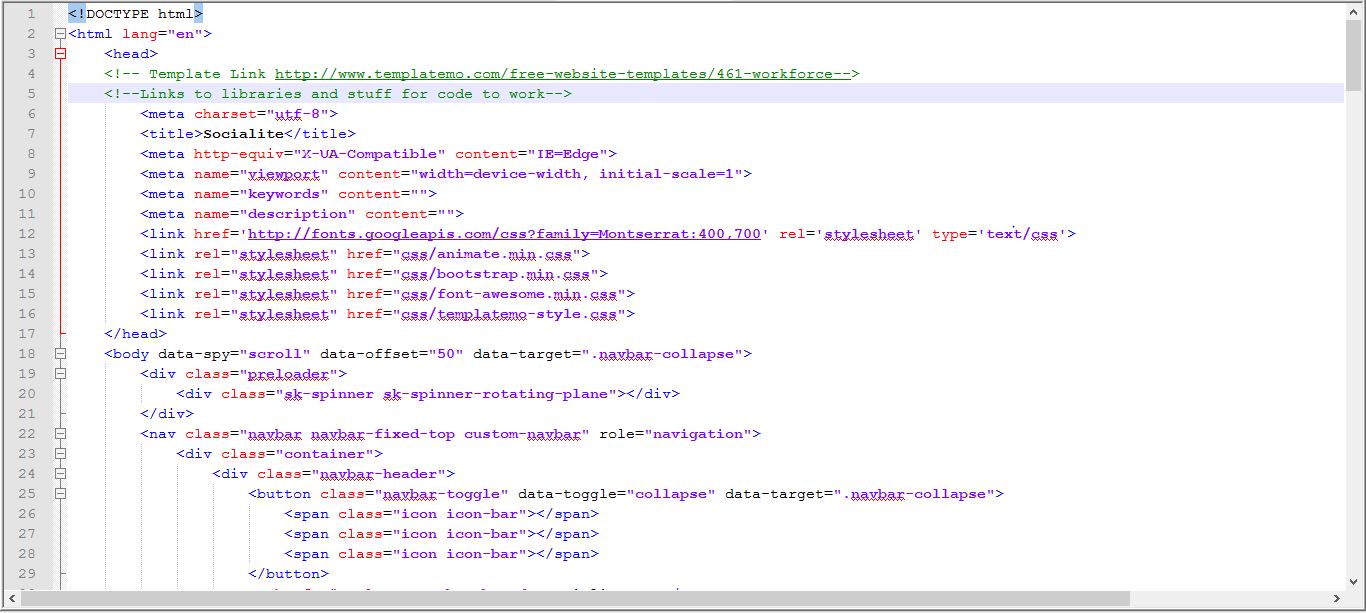 1 <!DOCTYPE html>
2 <html lang="en">
3 <head>
4 <!-- Template Link http://www.templatemo.com/free-website-templates/461-workforce-->
5 <!--Links to libraries and stuff for code to work-->
6 <meta charset="utf-8">
7 <title>Socialite</title>
8 <meta http-equiv="X-UA-Compatible" content="IE=Edge">
9 <meta name="viewport" content="width=device-width, initial-scale=1">
10 <meta name="keywords" content="">
11 <meta name="description" content="">
12 <link href='http://fonts.googleapis.com/css?family=Montserrat:400,700' rel='stylesheet' type='text/css'>
13 <link rel="stylesheet" href="css/animate.min.css">
14 <link rel="stylesheet" href="css/bootstrap.min.css">
15 <link rel="stylesheet" href="css/font-awesome.min.css">
16 <link rel="stylesheet" href="css/templatemo-style.css">
17 </head>
18 <body data-spy="scroll" data-offset="50" data-target=".navbar-collapse">
19 <div class="preloader">
20 <div class="sk-spinner sk-spinner-rotating-plane"></div>
21 </div>
22 <nav class="navbar navbar-fixed-top custom-navbar" role="navigation">
23 <div class="container">
24 <div class="navbar-header">
25 <button class="navbar-toggle" data-toggle="collapse" data-target=".navbar-collapse">
26 <span class="icon icon-bar"></span>
27 <span class="icon icon-bar"></span>
28 <span class="icon icon-bar"></span>
29 </button>